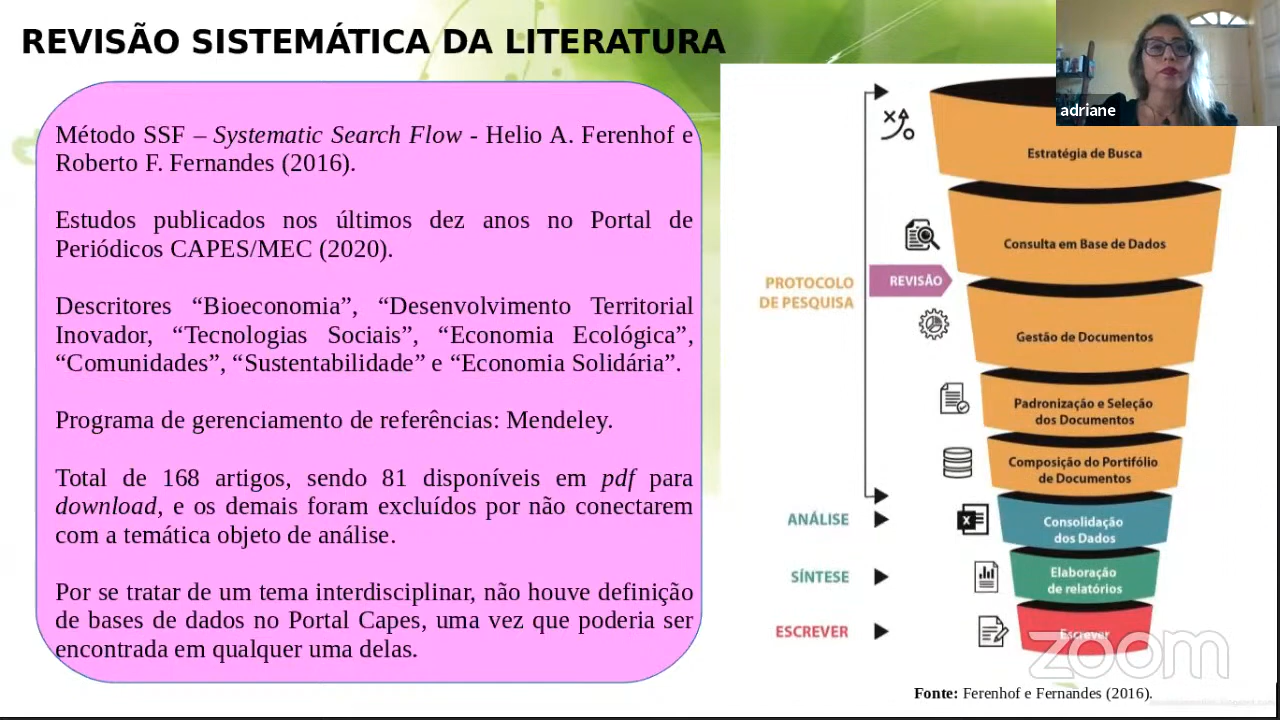 REVISÃO SISTEMÁTICA DA LITERATURA
Método SSF – Systematic Search Flow - Helio A. Ferenhof e
Roberto F. Fernandes (2016).
Estudos publicados nos últimos dez anos no Portal de
Periódicos CAPES/MEC (2020).
Descritores “Bioeconomia”, “Desenvolvimento Territorial
Inovador, “Tecnologias Sociais”, “Economia Ecológica”,
“Comunidades”, “Sustentabilidade” e “Economia Solidária”.
Programa de gerenciamento de referências: Mendeley.
Total de 168 artigos, sendo 81 disponíveis em pdf para
download, e os demais foram excluídos por não conectarem
com a temática objeto de análise.
Por se tratar de um tema interdisciplinar, não houve definição
de bases de dados no Portal Capes, uma vez que poderia ser
encontrada em qualquer uma delas.
adriane
Estratégia de Busca
Consulta em Base de Dados
PROTOCOLO
DE PESQUISA
REVISÃO
Gestão de Documentos
Padronização e Seleção
dos Documentos
Composição do Portifólio
de Documentos
ANÁLISE
Consolidação
dos Dados
SÍNTESE
Elaboração
de relatórios
ESCREVER
Escrever
zoom
Fonte: Ferenhof e Fernandes (2016).